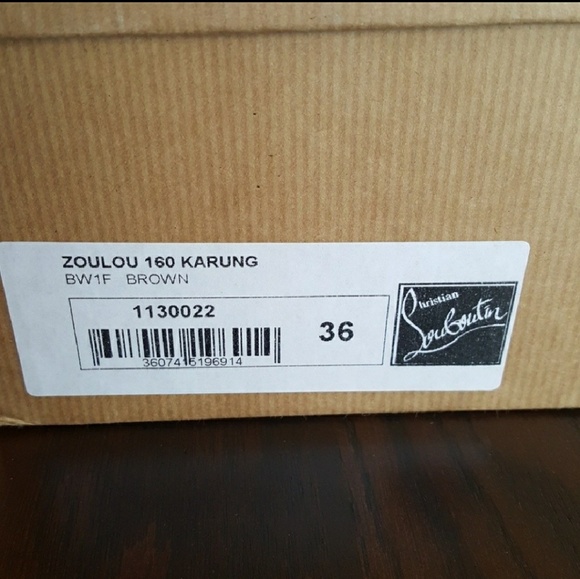 ZOULOU 160 KARUNG
BW1F BROWN
1130022
3607416196914
36
Christian
Louboutin